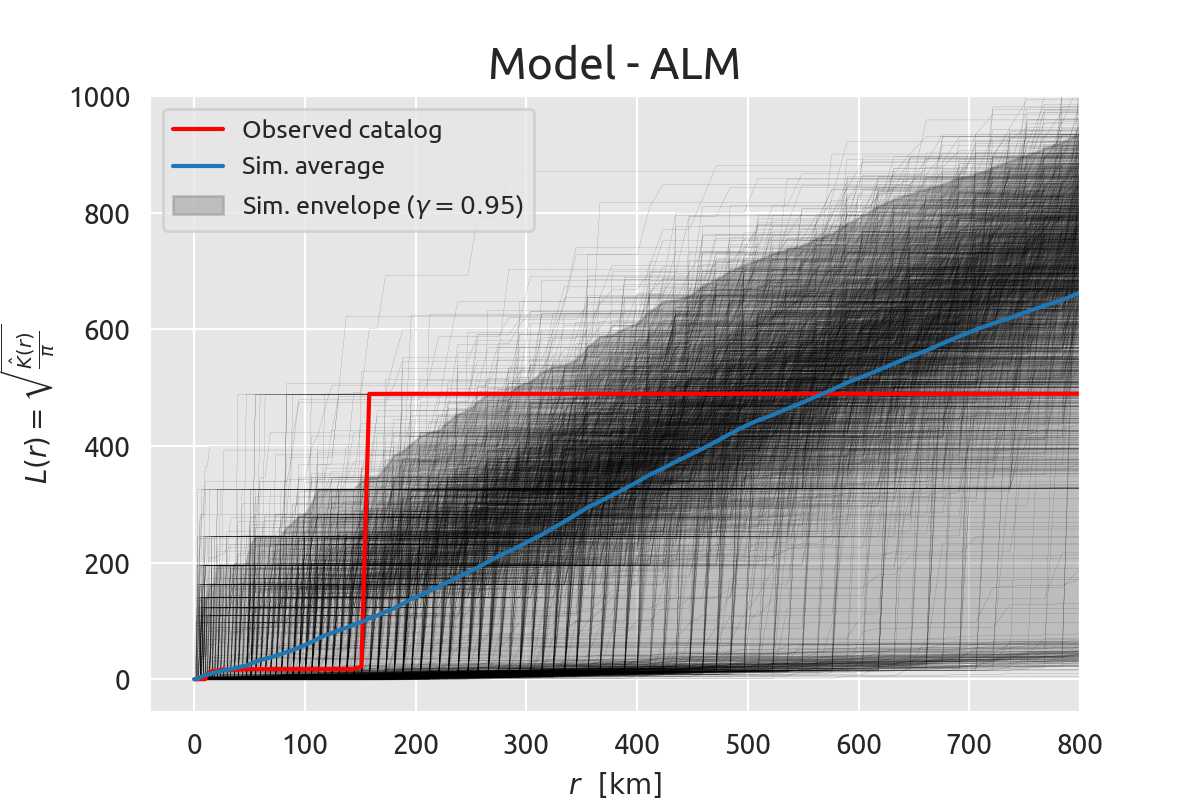 Model - ALM
1000
800
600
400
200
0
L(r) = √(K̂(r)/π)
Observed catalog
Sim. average
Sim. envelope (γ = 0.95)
0 100 200 300 400 500 600 700 800
r [km]